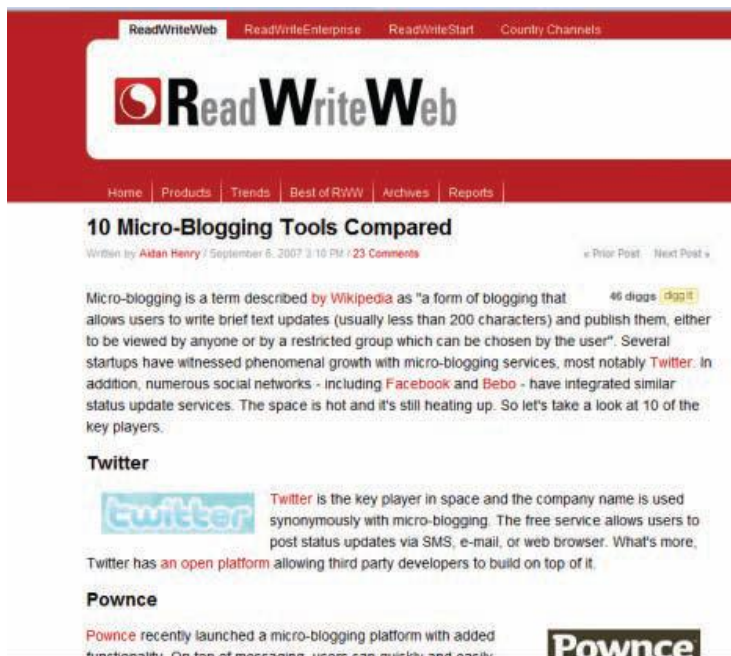 ReadWriteWeb ReadWriteEnterprise ReadWriteStart Country Channels
ReadWriteWeb
Home Products Trends Best of RWW Archives Reports
10 Micro-Blogging Tools Compared
Written by Aidan Henry / September 6, 2007 3:10 PM / 23 Comments « Prior Post Next Post »
46 diggs digg it
Micro-blogging is a term described by Wikipedia as "a form of blogging that
allows users to write brief text updates (usually less than 200 characters) and publish them, either
to be viewed by anyone or by a restricted group which can be chosen by the user". Several
startups have witnessed phenomenal growth with micro-blogging services, most notably Twitter. In
addition, numerous social networks - including Facebook and Bebo - have integrated similar
status update services. The space is hot and it's still heating up. So let's take a look at 10 of the
key players.
Twitter
twitter
Twitter is the key player in space and the company name is used
synonymously with micro-blogging. The free service allows users to
post status updates via SMS, e-mail, or web browser. What's more,
Twitter has an open platform allowing third party developers to build on top of it.
Pownce
Pownce recently launched a micro-blogging platform with added
Pownce
functionality. On top of messaging, users can quickly and easily